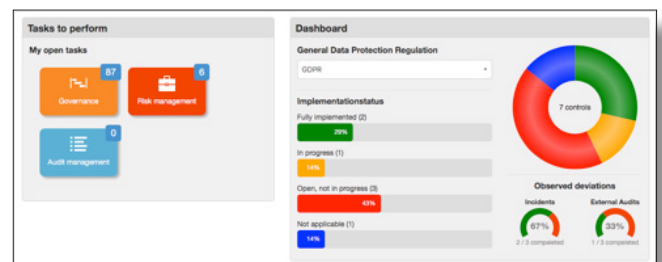 Tasks to perform
My open tasks
87
Governance
6
Risk management
0
Audit management
Dashboard
General Data Protection Regulation
GDPR
Implementationstatus
Fully implemented (2)
29%
In progress (1)
14%
Open, not in progress (3)
43%
Not applicable (1)
14%
7 controls
Observed deviations
Incidents
67%
2 / 3 compaleted
External Audits
33%
1 / 3 compaleted